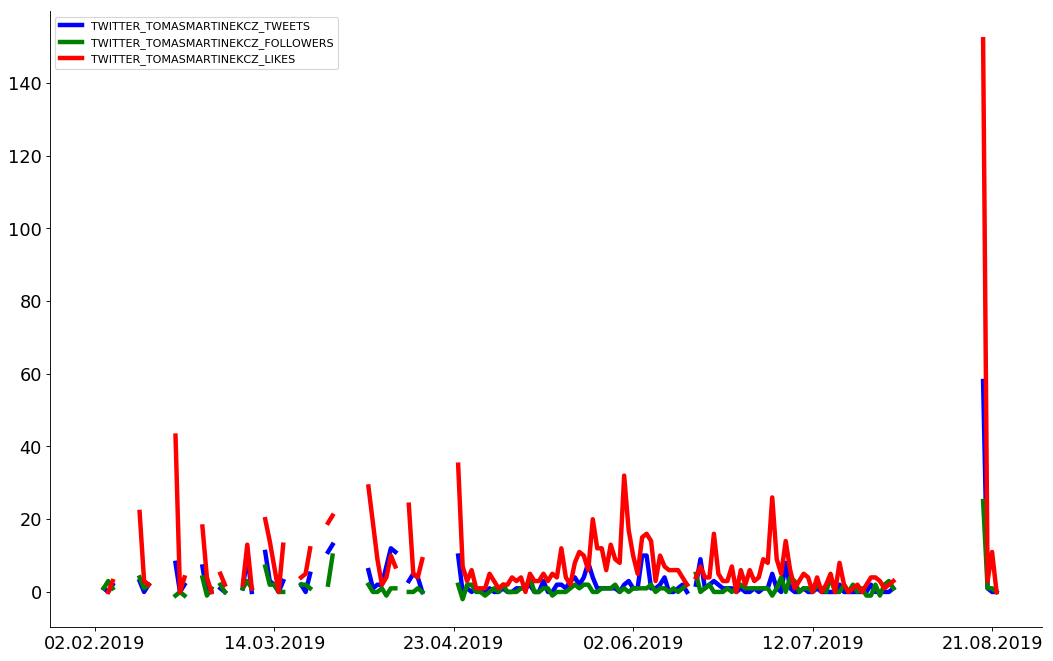 TWITTER_TOMASMARTINEKCZ_TWEETS
TWITTER_TOMASMARTINEKCZ_FOLLOWERS
TWITTER_TOMASMARTINEKCZ_LIKES
140
120
100
80
60
40
20
0
02.02.2019 14.03.2019 23.04.2019 02.06.2019 12.07.2019 21.08.2019